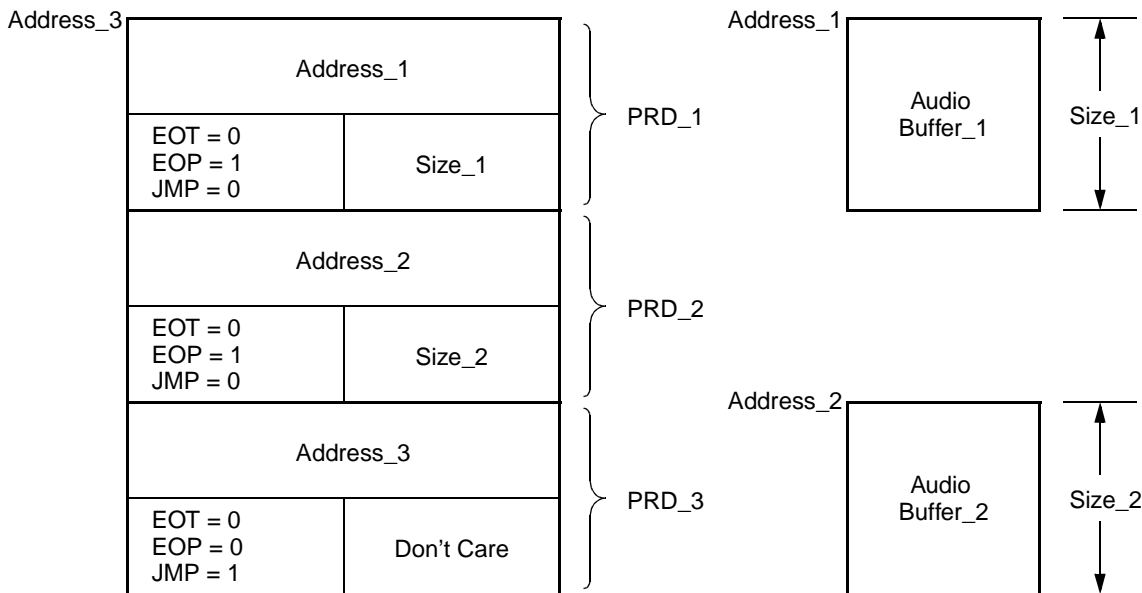 Address_3
Address_1
EOT = 0
EOP = 1
JMP = 0
Size_1
PRD_1
Address_2
EOT = 0
EOP = 1
JMP = 0
Size_2
PRD_2
Address_3
EOT = 0
EOP = 0
JMP = 1
Don't Care
PRD_3
Address_1
Audio
Buffer_1
Size_1
Address_2
Audio
Buffer_2
Size_2